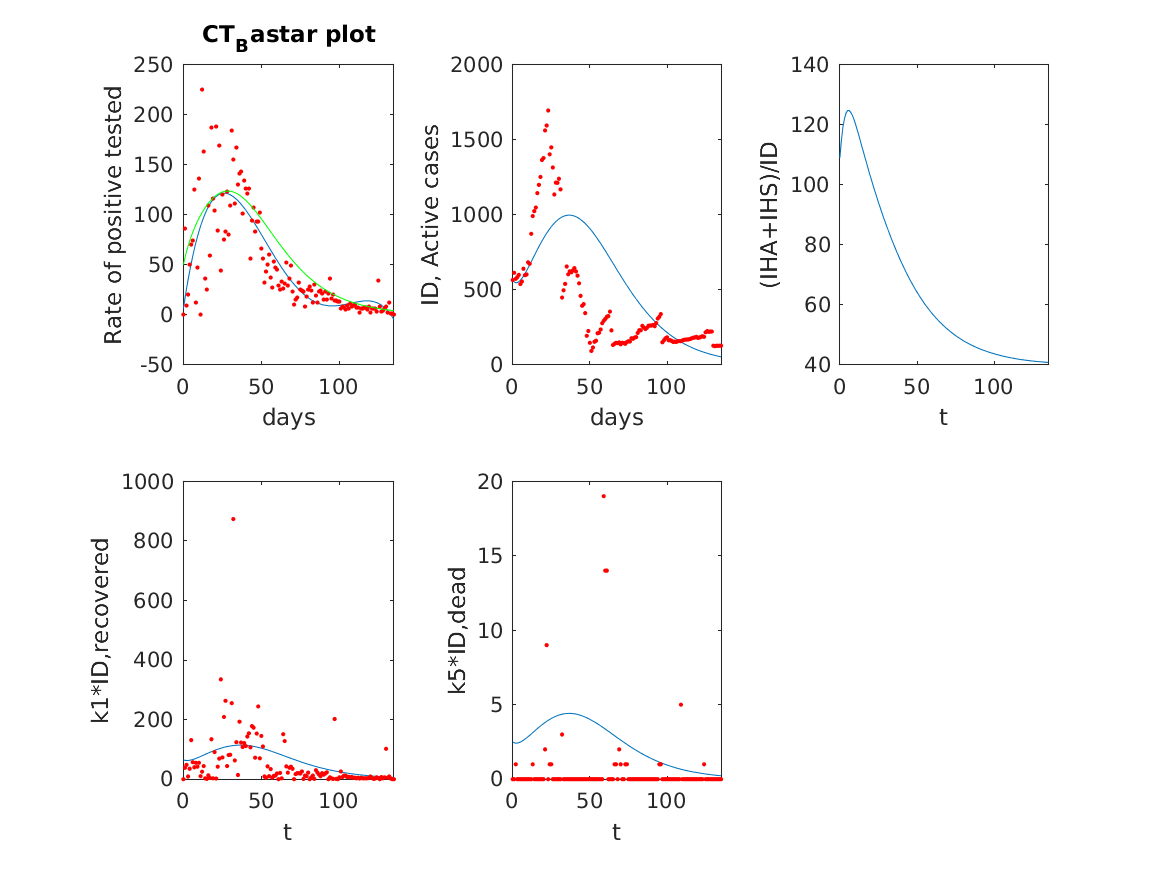 CT_Bastar plot
250
200
150
100
50
0
-50
Rate of positive tested
0 50 100
days
2000
1500
1000
500
0
ID, Active cases
0 50 100
days
140
120
100
80
60
40
(IHA+IHS)/ID
0 50 100
t
1000
800
600
400
200
0
k1*ID,recovered
0 50 100
t
20
15
10
5
0
k5*ID,dead
0 50 100
t